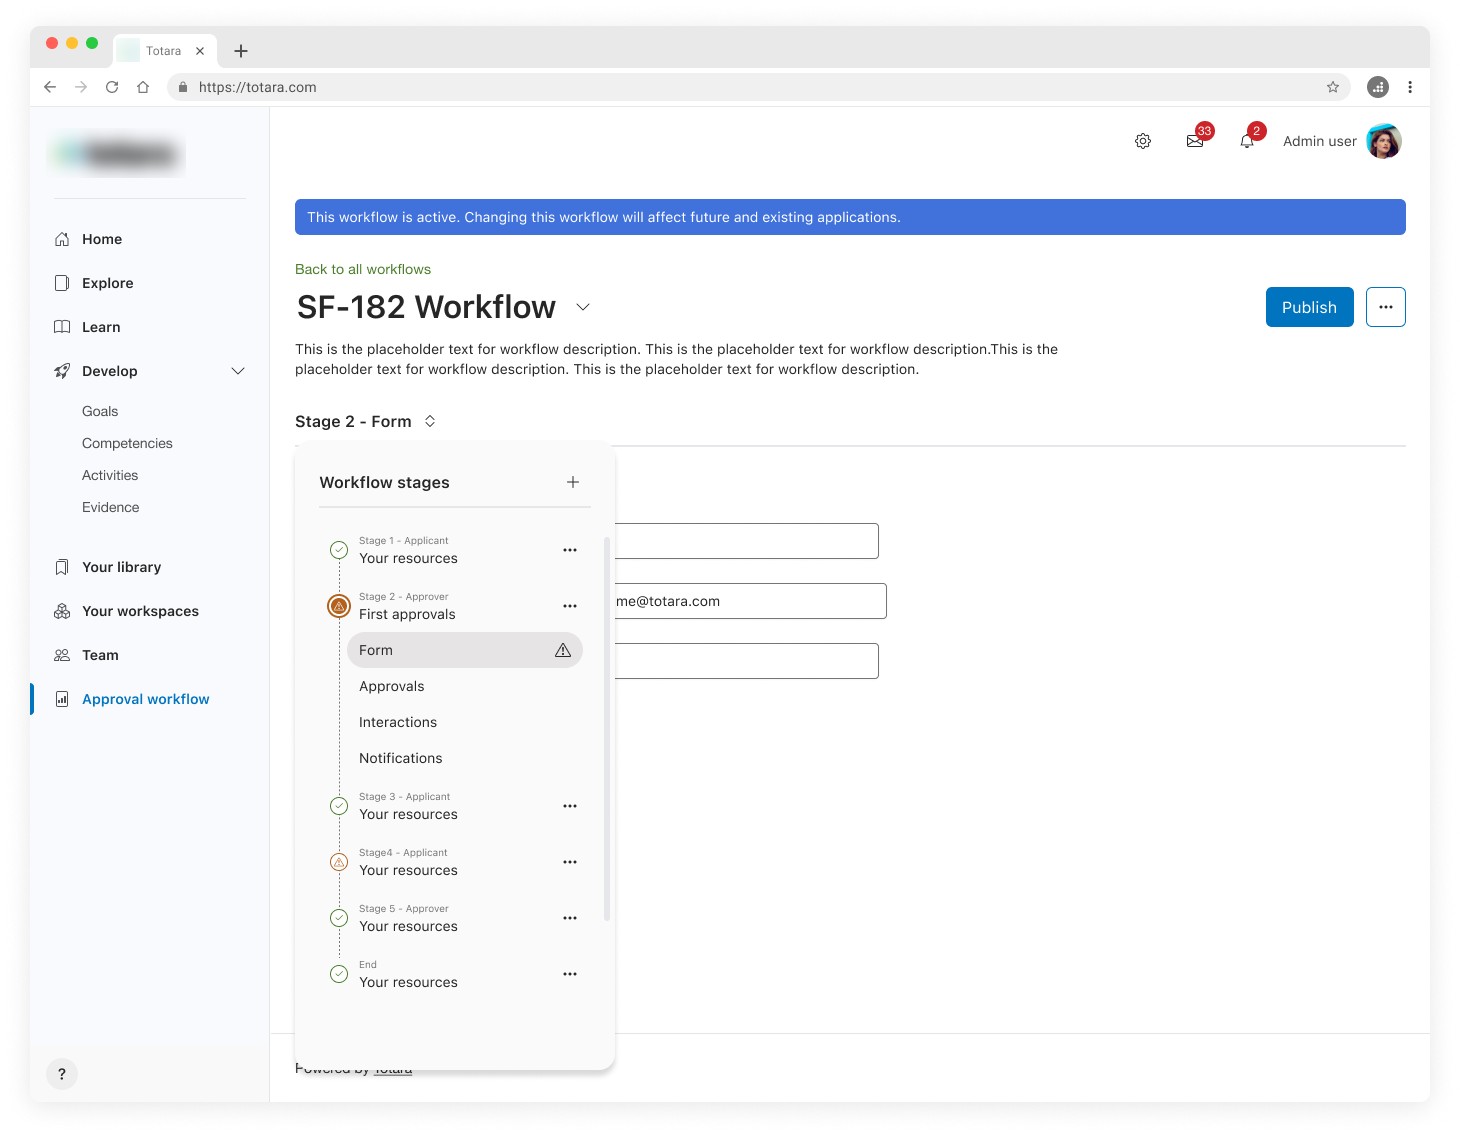 Totara
https://totara.com
33
2
Admin user
Home
Explore
Learn
Develop
Goals
Competencies
Activities
Evidence
Your library
Your workspaces
Team
Approval workflow
?
This workflow is active. Changing this workflow will affect future and existing applications.
Back to all workflows
SF-182 Workflow
Publish
This is the placeholder text for workflow description. This is the placeholder text for workflow description.This is the
placeholder text for workflow description. This is the placeholder text for workflow description.
Stage 2 - Form
Workflow stages
Stage 1 - Applicant
Your resources
Stage 2 - Approver
First approvals
Form
me@totara.com
Approvals
Interactions
Notifications
Stage 3 - Applicant
Your resources
Stage4 - Applicant
Your resources
Stage 5 - Approver
Your resources
End
Your resources
Powered by Totara